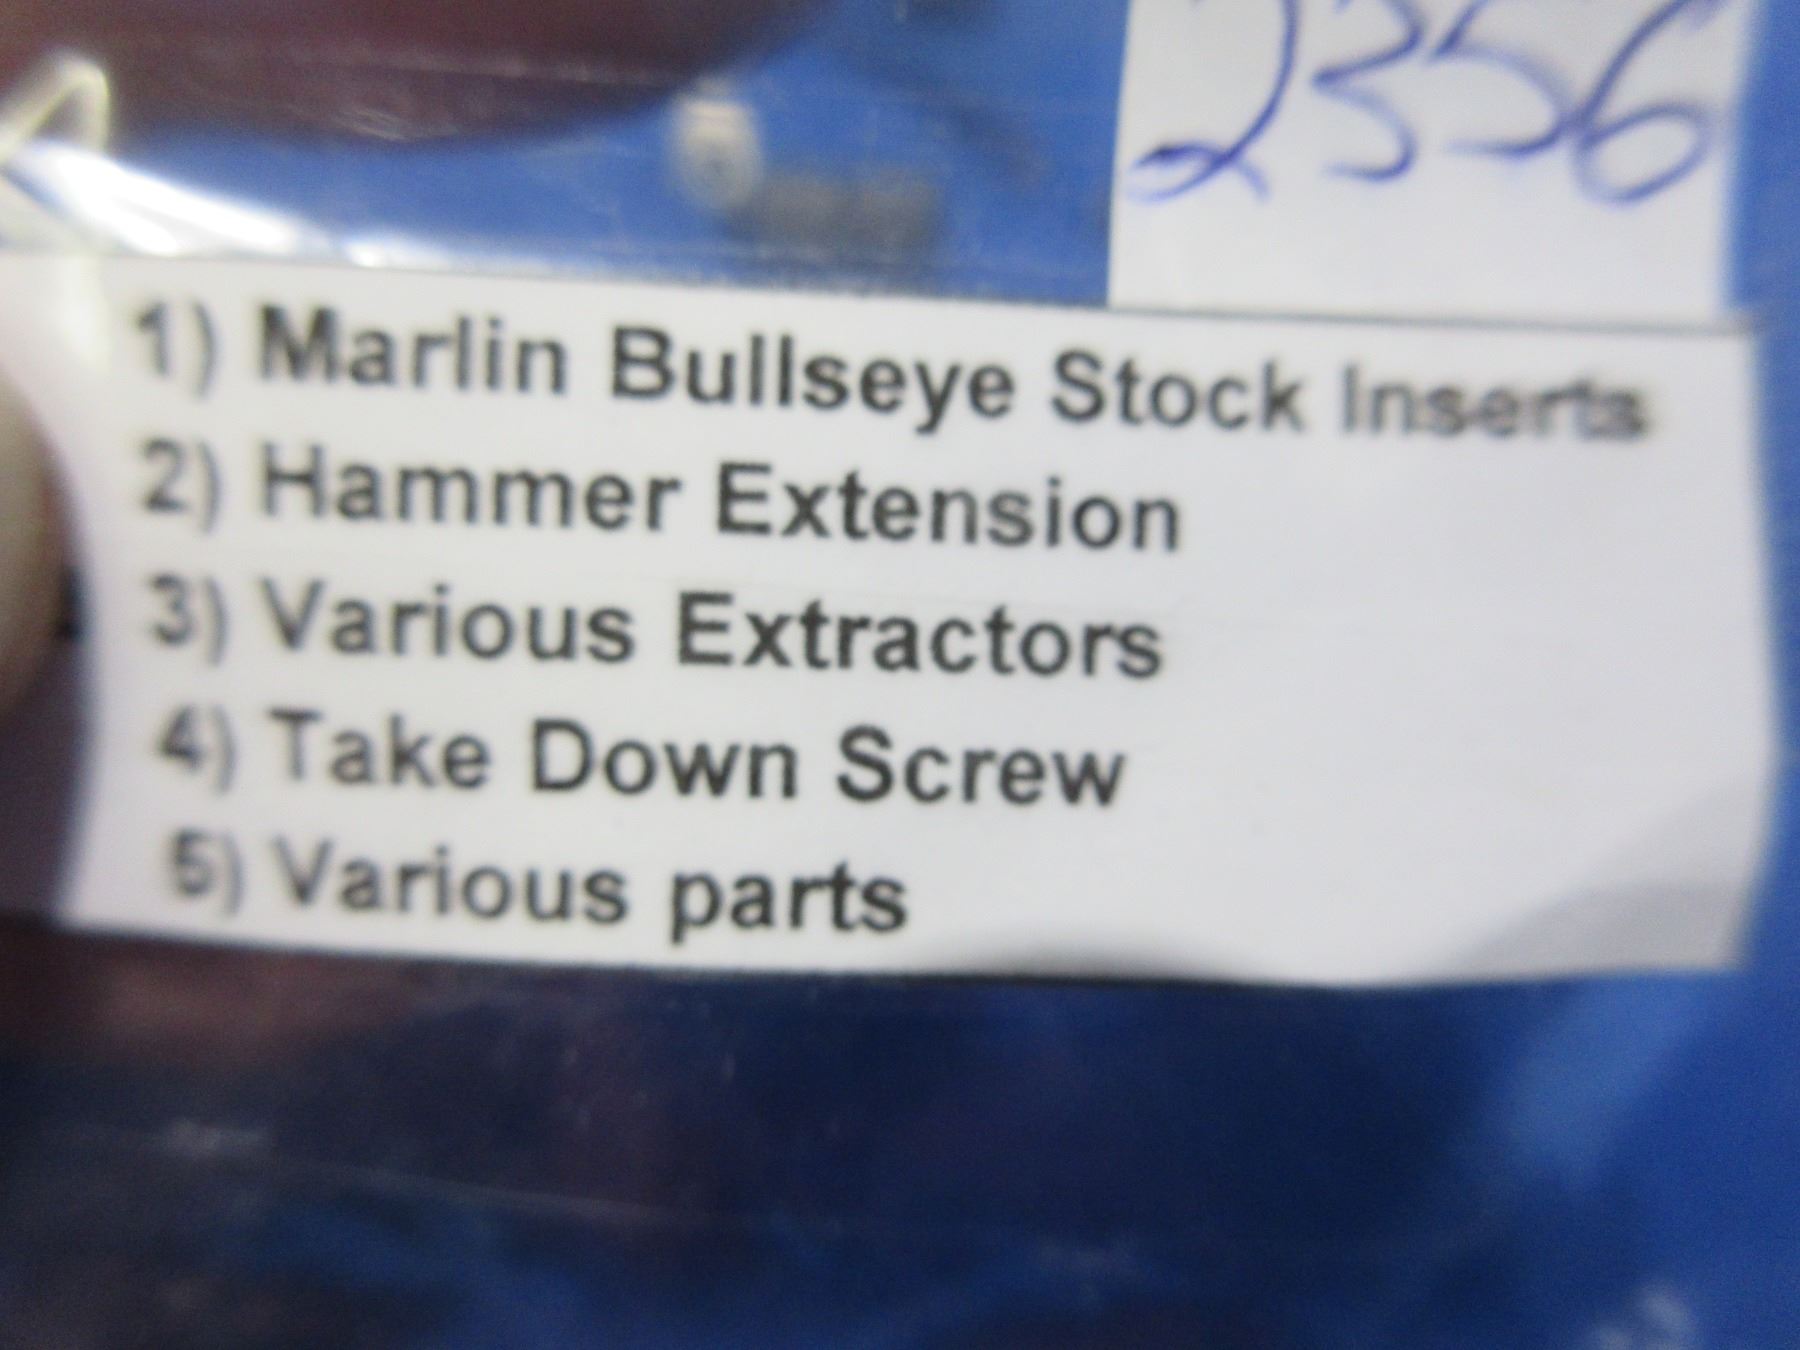 2356
1) Marlin Bullseye Stock Inserts
2) Hammer Extension
3) Various Extractors
4) Take Down Screw
5) Various parts